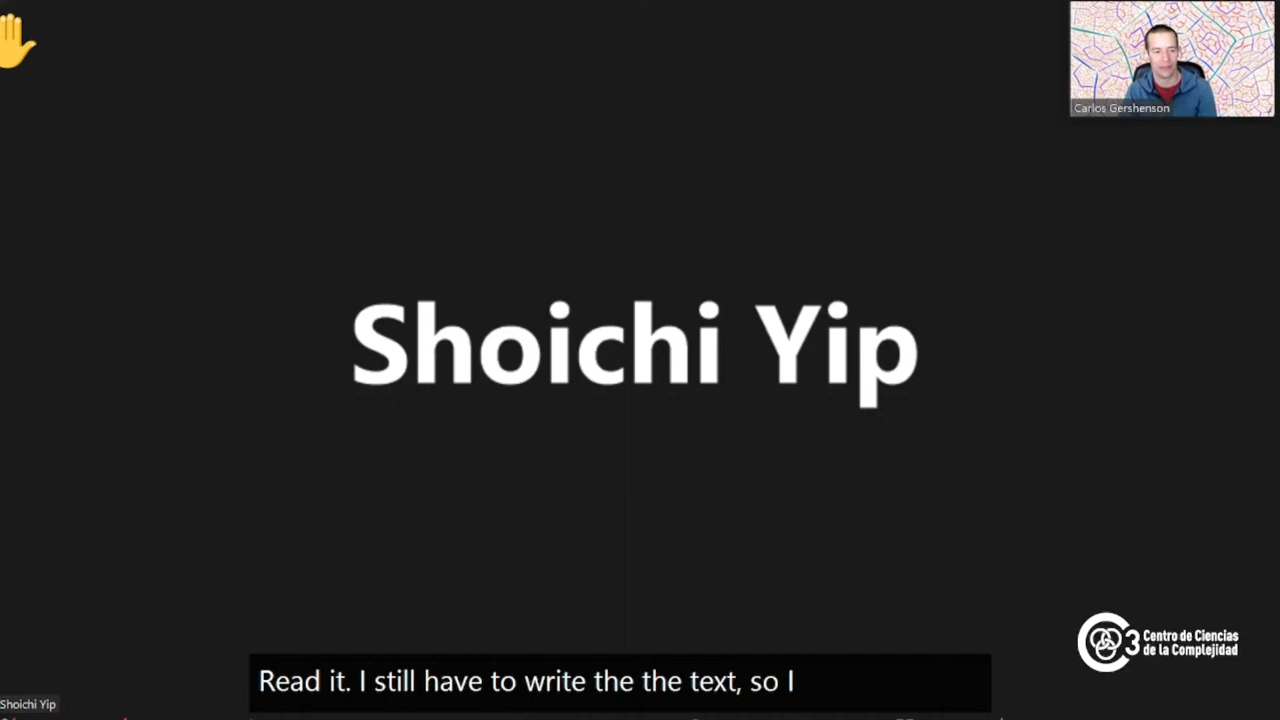 Carlos Gershenson
Shoichi Yip
3 Centro de Ciencias
de la Complejidad
Read it. I still have to write the the text, so I
Shoichi Yip